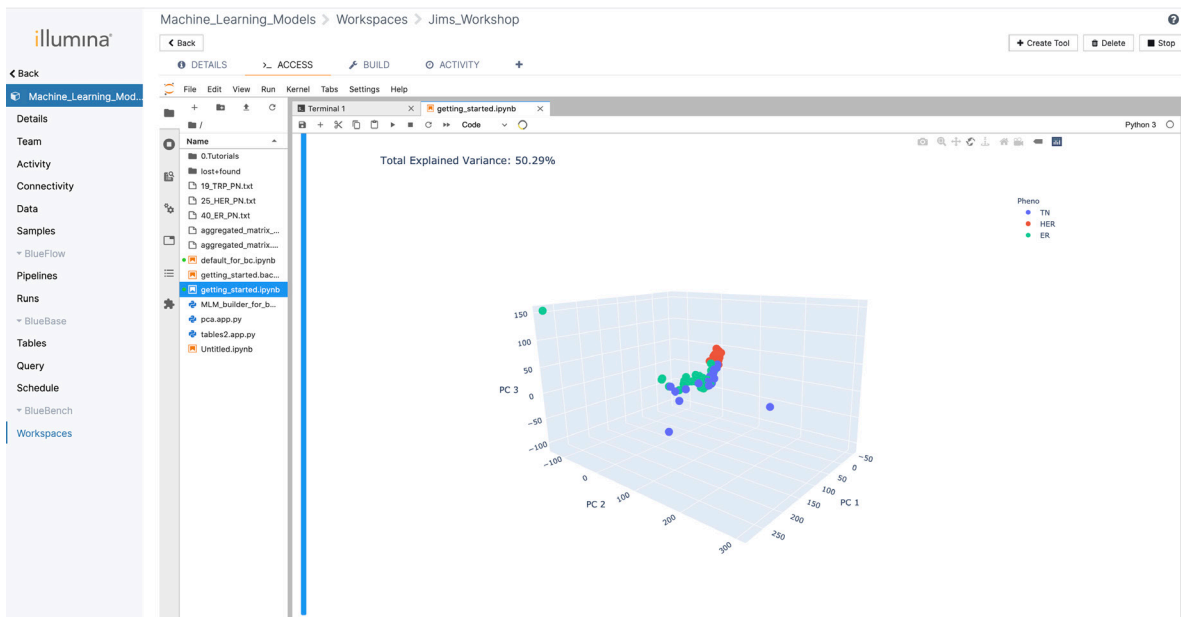 Machine_Learning_Models > Workspaces > Jims_Workshop
illumina®
Back
+ Create Tool
Delete
Stop
DETAILS
ACCESS
BUILD
ACTIVITY
Back
Machine_Learning_Mod...
Details
Team
Activity
Connectivity
Data
Samples
BlueFlow
Pipelines
Runs
BlueBase
Tables
Query
Schedule
BlueBench
Workspaces
File Edit View Run Kernel Tabs Settings Help
/
Name
0.Tutorials
lost+found
19_TRP_PN.txt
25_HER_PN.txt
40_ER_PN.txt
aggregated_matrix_...
aggregated_matrix....
default_for_bc.ipynb
getting_started.bac...
getting_started.ipynb
MLM_builder_for_b...
pca.app.py
tables2.app.py
Untitled.ipynb
Terminal 1
getting_started.ipynb
Code
Python 3
Total Explained Variance: 50.29%
Pheno
TN
HER
ER
150
100
50
PC 3
0
−50
−100
−100
0
100
PC 2
200
300
−50
0
50
100
150
PC 1
200
250